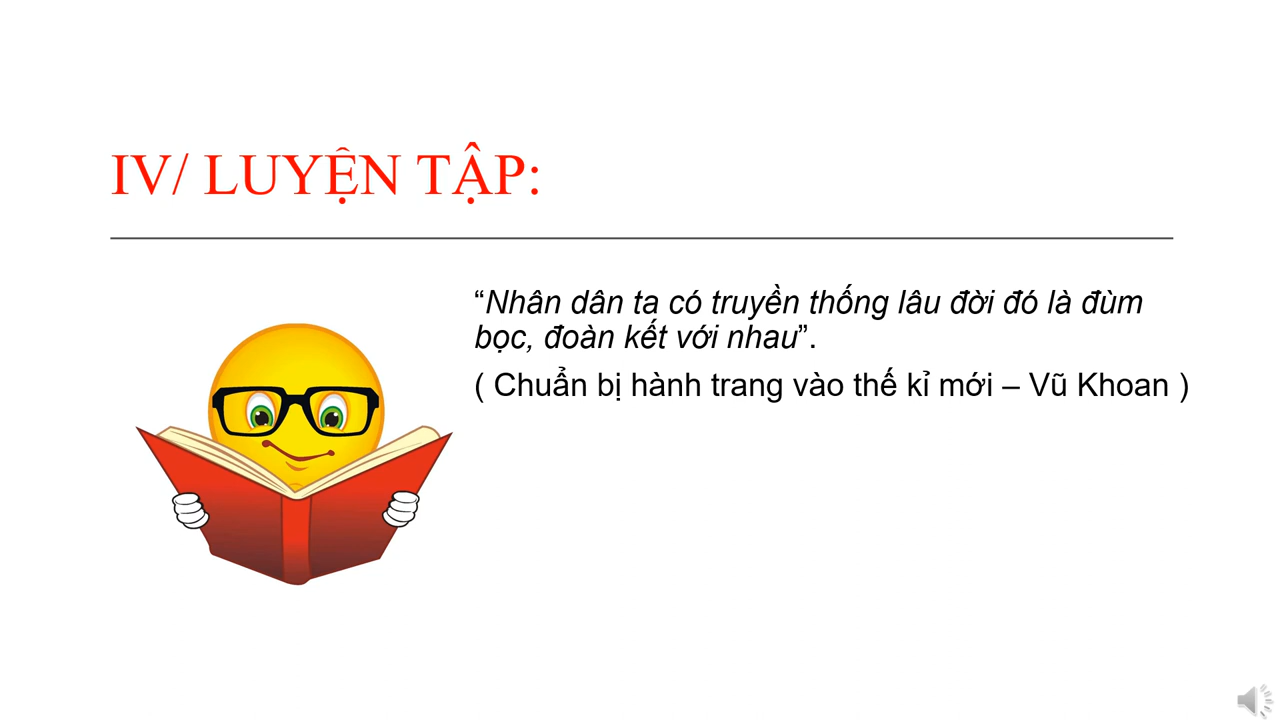 IV/ LUYỆN TẬP:
“Nhân dân ta có truyền thống lâu đời đó là đùm
bọc, đoàn kết với nhau”.
( Chuẩn bị hành trang vào thế kỉ mới – Vũ Khoan )